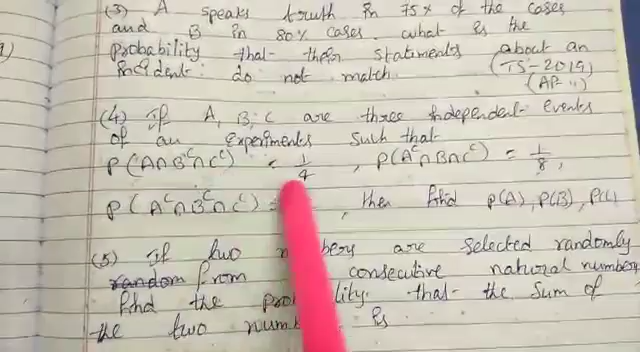 (3) A speaks truth in 75% of the cases
and B in 80% cases. what is the
probability that their statements about an
incident do not match. (TS-2019)
(AP ")
(4) If A, B, C are three independent events
of an experiments such that
P(A∩B^c∩C^c) = 1/4, P(A^c∩B∩C^c) = 1/8,
P(A^c∩B^c∩C^c) = , then find P(A), P(B), P(C)
(5) If two are selected randomly
random from consecutive natural numbers
find the that the sum of
the two is